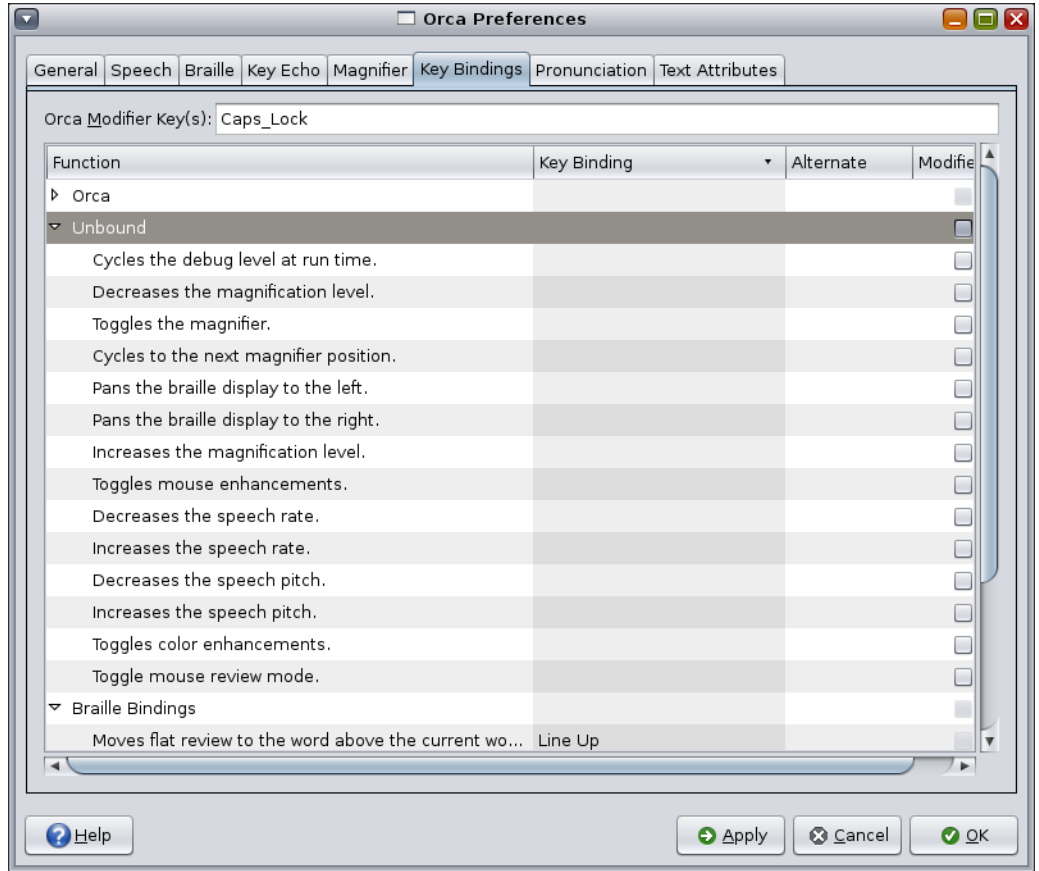 Orca Preferences
General Speech Braille Key Echo Magnifier Key Bindings Pronunciation Text Attributes
Orca Modifier Key(s): Caps_Lock
Function Key Binding Alternate Modifie
Orca
Unbound
Cycles the debug level at run time.
Decreases the magnification level.
Toggles the magnifier.
Cycles to the next magnifier position.
Pans the braille display to the left.
Pans the braille display to the right.
Increases the magnification level.
Toggles mouse enhancements.
Decreases the speech rate.
Increases the speech rate.
Decreases the speech pitch.
Increases the speech pitch.
Toggles color enhancements.
Toggle mouse review mode.
Braille Bindings
Moves flat review to the word above the current wo... Line Up
Help Apply Cancel OK